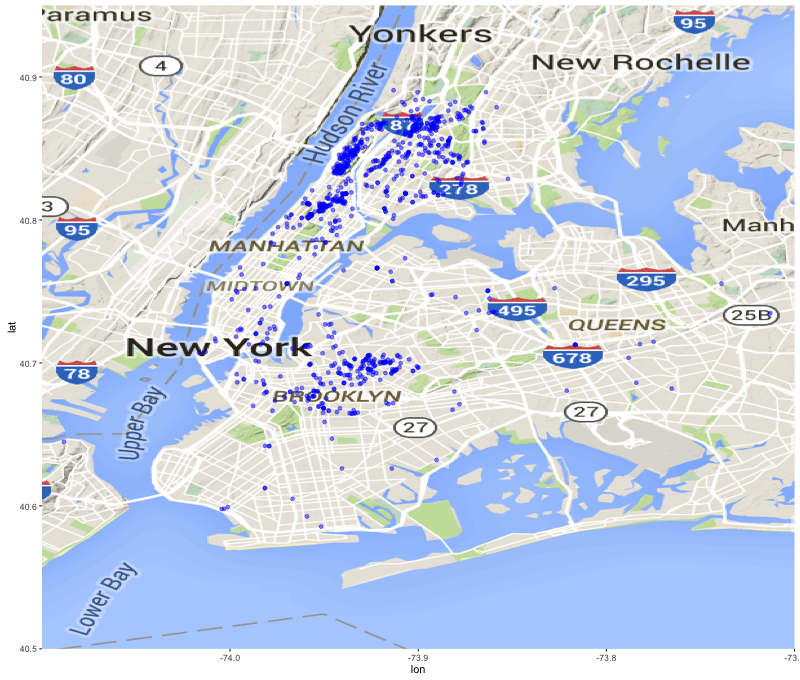 Paramus
Yonkers
95
80
4
New Rochelle
40.9
Hudson River
87
278
3
40.8
95
MANHATTAN
Manh
MIDTOWN
295
495
25B
QUEENS
lat
New York
678
40.7
78
BROOKLYN
Upper Bay
27
27
40.6
Lower Bay
40.5
-74.0
-73.9
-73.8
-73.
lon